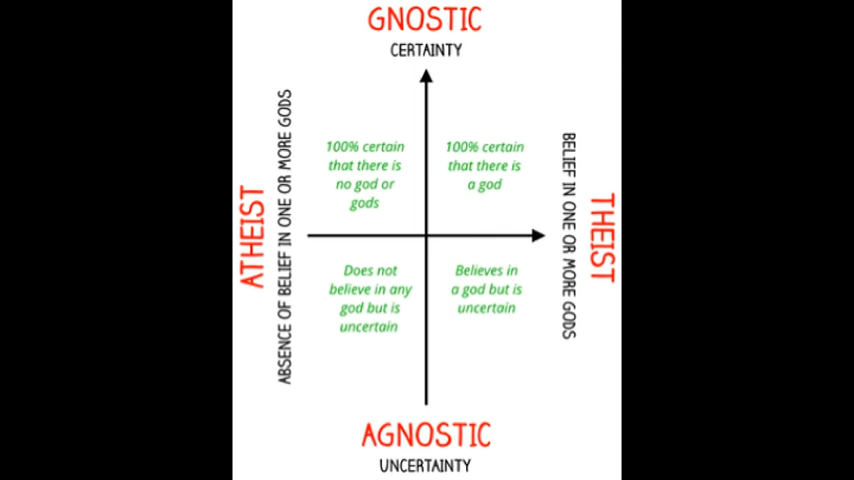 GNOSTIC
CERTAINTY
ATHEIST
ABSENCE OF BELIEF IN ONE OR MORE GODS
100% certain
that there is
no god or
gods
100% certain
that there is
a god
Does not
believe in any
god but is
uncertain
Believes in
a god but is
uncertain
BELIEF IN ONE OR MORE GODS
THEIST
AGNOSTIC
UNCERTAINTY